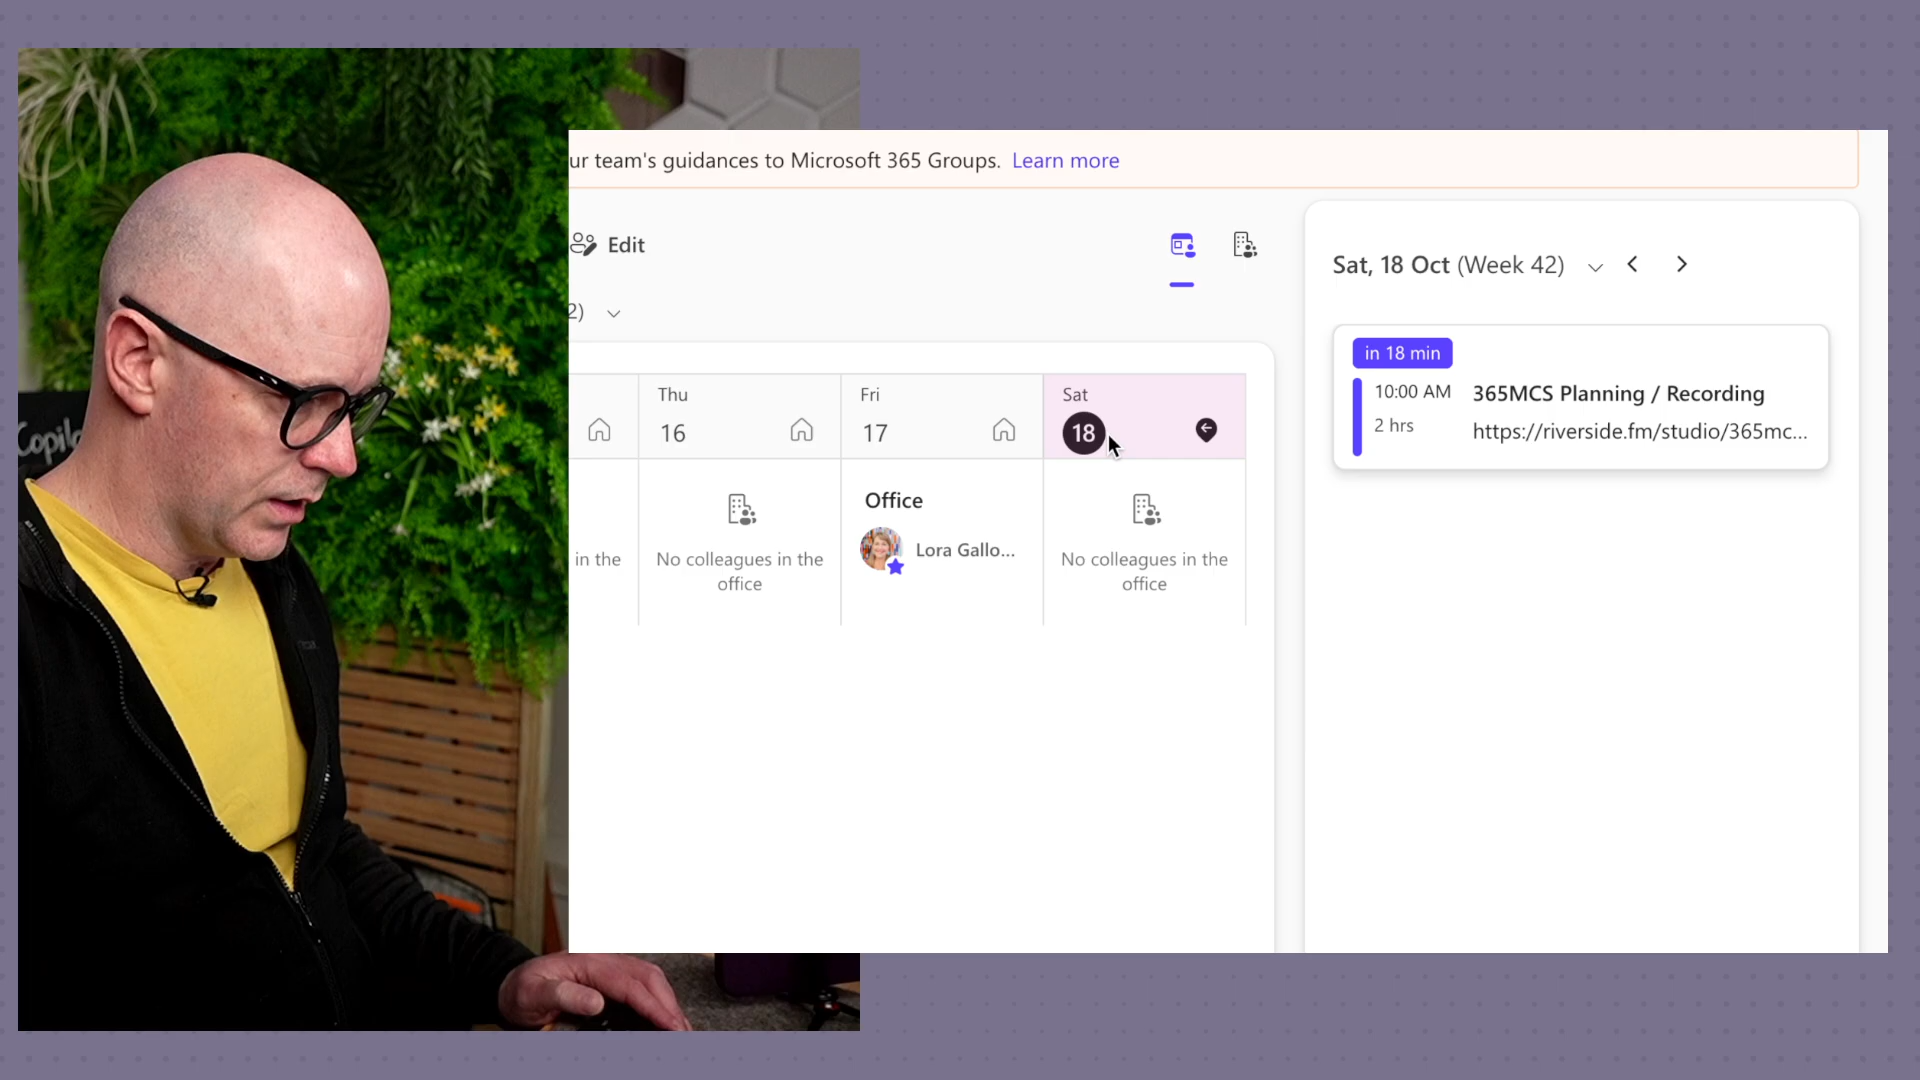 ur team's guidances to Microsoft 365 Groups. Learn more
Edit
Sat, 18 Oct (Week 42)
2)
in 18 min
10:00 AM 365MCS Planning / Recording
2 hrs https://riverside.fm/studio/365mc...
Thu
16
Fri
17
Sat
18
in the
No colleagues in the
office
Office
Lora Gallo...
No colleagues in the
office
Copilo